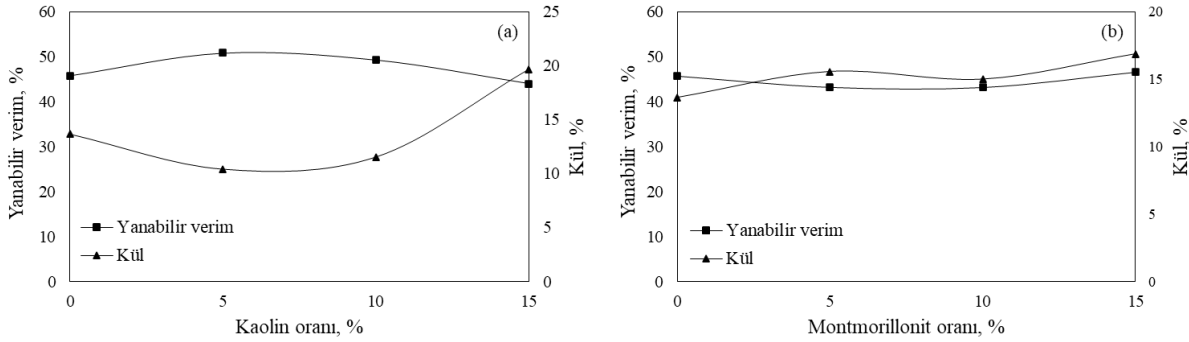 (a)
60
50
40
30
20
10
0
Yanabilir verim, %
25
20
15
10
5
0
Kül, %
Yanabilir verim
Kül
0 5 10 15
Kaolin oranı, %
(b)
60
50
40
30
20
10
0
Yanabilir verim, %
20
15
10
5
0
Kül, %
Yanabilir verim
Kül
0 5 10 15
Montmorillonit oranı, %